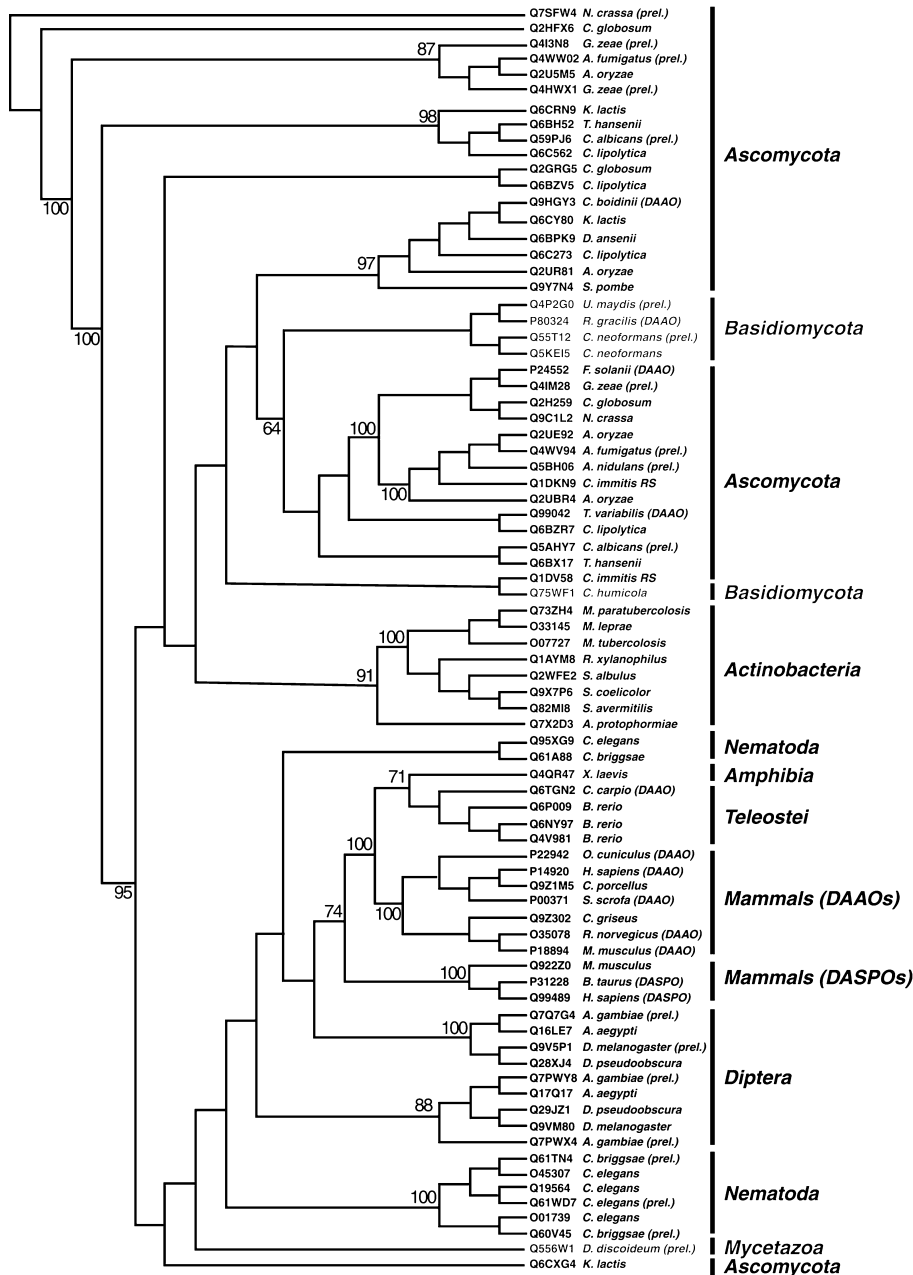 Q7SFW4 N. crassa (prel.)
Q2HFX6 C. globosum
Q4I3N8 G. zeae (prel.)
87
Q4WW02 A. fumigatus (prel.)
Q2U5M5 A. oryzae
Q4HWX1 G. zeae (prel.)
Q6CRN9 K. lactis
98
Q6BH52 T. hansenii
Q59PJ6 C. albicans (prel.)
Q6C562 C. lipolytica
Ascomycota
Q2GRG5 C. globosum
Q6BZV5 C. lipolytica
Q9HGY3 C. boidinii (DAAO)
100
Q6CY80 K. lactis
Q6BPK9 D. ansenii
Q6C273 C. lipolytica
97
Q2UR81 A. oryzae
Q9Y7N4 S. pombe
Q4P2G0 U. maydis (prel.)
P80324 R. gracilis (DAAO)
Basidiomycota
100
Q55T12 C. neoformans (prel.)
Q5KEI5 C. neoformans
P24552 F. solanii (DAAO)
Q4IM28 G. zeae (prel.)
Q2H259 C. globosum
Q9C1L2 N. crassa
64
100
Q2UE92 A. oryzae
Q4WV94 A. fumigatus (prel.)
Q5BH06 A. nidulans (prel.)
Q1DKN9 C. immitis RS
Ascomycota
100
Q2UBR4 A. oryzae
Q99042 T. variabilis (DAAO)
Q6BZR7 C. lipolytica
Q5AHY7 C. albicans (prel.)
Q6BX17 T. hansenii
Q1DV58 C. immitis RS
Q75WF1 C. humicola
Basidiomycota
Q73ZH4 M. paratubercolosis
O33145 M. leprae
100
O07727 M. tubercolosis
Q1AYM8 R. xylanophilus
Actinobacteria
91
Q2WFE2 S. albulus
Q9X7P6 S. coelicolor
Q82MI8 S. avermitilis
Q7X2D3 A. protophormiae
Q95XG9 C. elegans
Nematoda
Q61A88 C. briggsae
71
Q4QR47 X. laevis
Amphibia
Q6TGN2 C. carpio (DAAO)
Q6P009 B. rerio
Teleostei
Q6NY97 B. rerio
Q4V981 B. rerio
100
P22942 O. cuniculus (DAAO)
P14920 H. sapiens (DAAO)
95
Q9Z1M5 C. porcellus
P00371 S. scrofa (DAAO)
Mammals (DAAOs)
74
100
Q9Z302 C. griseus
O35078 R. norvegicus (DAAO)
P18894 M. musculus (DAAO)
Q922Z0 M. musculus
100
P31228 B. taurus (DASPO)
Mammals (DASPOs)
Q99489 H. sapiens (DASPO)
Q7Q7G4 A. gambiae (prel.)
100
Q16LE7 A. aegypti
Q9V5P1 D. melanogaster (prel.)
Q28XJ4 D. pseudoobscura
Q7PWY8 A. gambiae (prel.)
Diptera
Q17Q17 A. aegypti
88
Q29JZ1 D. pseudoobscura
Q9VM80 D. melanogaster
Q7PWX4 A. gambiae (prel.)
Q61TN4 C. briggsae (prel.)
O45307 C. elegans
Q19564 C. elegans
Nematoda
100
Q61WD7 C. elegans (prel.)
O01739 C. elegans
Q60V45 C. briggsae (prel.)
Q556W1 D. discoideum (prel.)
Mycetazoa
Q6CXG4 K. lactis
Ascomycota